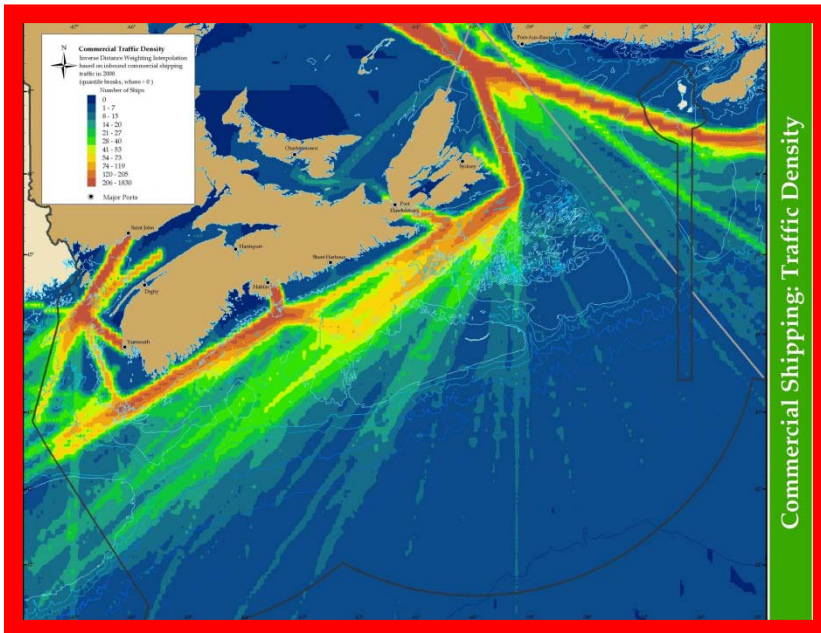 N
Commercial Traffic Density
Inverse Distance Weighting Interpolation
based on inbound commercial shipping
traffic in 2000
(quantile breaks, where > 0 )
Number of Ships
0
1 - 7
8 - 13
14 - 20
21 - 27
28 - 40
41 - 53
54 - 73
74 - 119
120 - 205
206 - 1830
Major Ports
Charlottetown
Sydney
Port
Hawkesbury
Saint John
Hantsport
Sheet Harbour
Digby
Halifax
Yarmouth
Commercial Shipping: Traffic Density